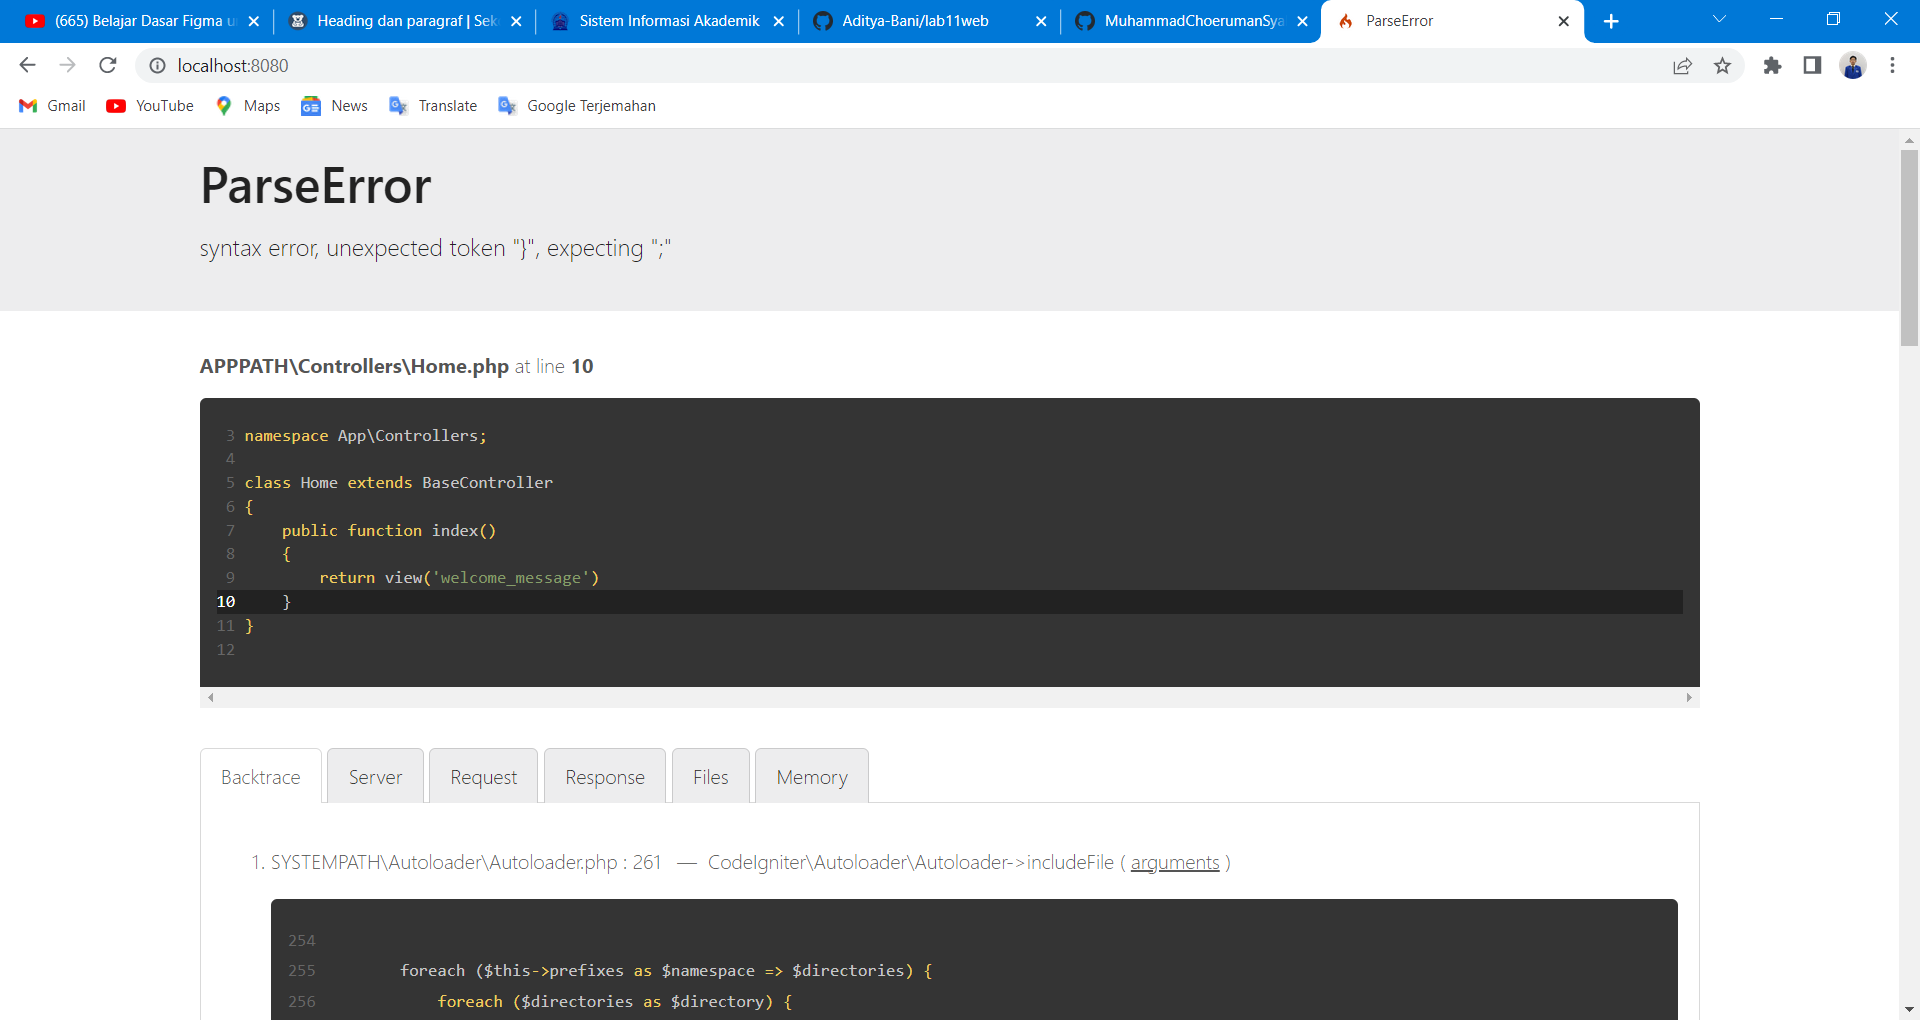 (665) Belajar Dasar Figma u
Heading dan paragraf | Sek
Sistem Informasi Akademik
Aditya-Bani/lab11web
MuhammadChoerumanSya
ParseError
localhost:8080
Gmail
YouTube
Maps
News
Translate
Google Terjemahan
ParseError
syntax error, unexpected token "}", expecting ";"
APPPATH\Controllers\Home.php at line 10
3 namespace App\Controllers;
4
5 class Home extends BaseController
6 {
7     public function index()
8     {
9         return view('welcome_message')
10     }
11 }
12
Backtrace
Server
Request
Response
Files
Memory
1. SYSTEMPATH\Autoloader\Autoloader.php : 261 — CodeIgniter\Autoloader\Autoloader->includeFile ( arguments )
254
255         foreach ($this->prefixes as $namespace => $directories) {
256             foreach ($directories as $directory) {